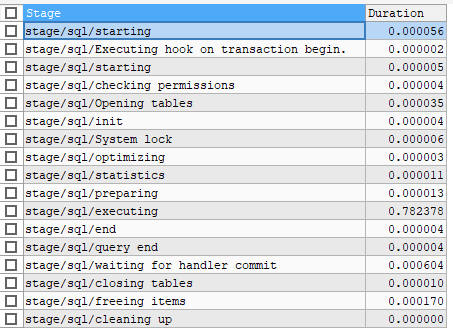 Stage Duration
stage/sql/starting 0.000056
stage/sql/Executing hook on transaction begin. 0.000002
stage/sql/starting 0.000005
stage/sql/checking permissions 0.000004
stage/sql/Opening tables 0.000035
stage/sql/init 0.000004
stage/sql/System lock 0.000006
stage/sql/optimizing 0.000003
stage/sql/statistics 0.000011
stage/sql/preparing 0.000013
stage/sql/executing 0.782378
stage/sql/end 0.000004
stage/sql/query end 0.000004
stage/sql/waiting for handler commit 0.000604
stage/sql/closing tables 0.000010
stage/sql/freeing items 0.000170
stage/sql/cleaning up 0.000000